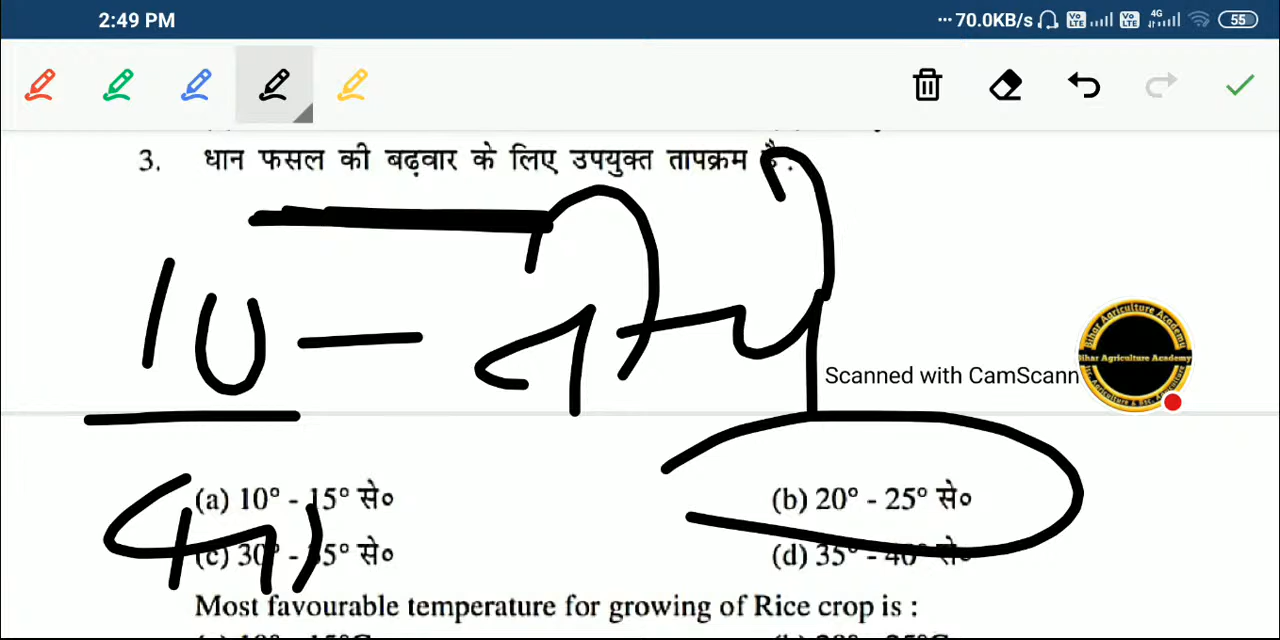 2:49 PM
70.0KB/s
4G
55
3. धान फसल की बढ़वार के लिए उपयुक्त तापक्रम है :
10 -
Scanned with CamScann
Bihar Agriculture Academy
(a) 10° - 15° से०
(b) 20° - 25° से०
(c) 30° - 35° से०
(d) 35° - 40° से०
Most favourable temperature for growing of Rice crop is :